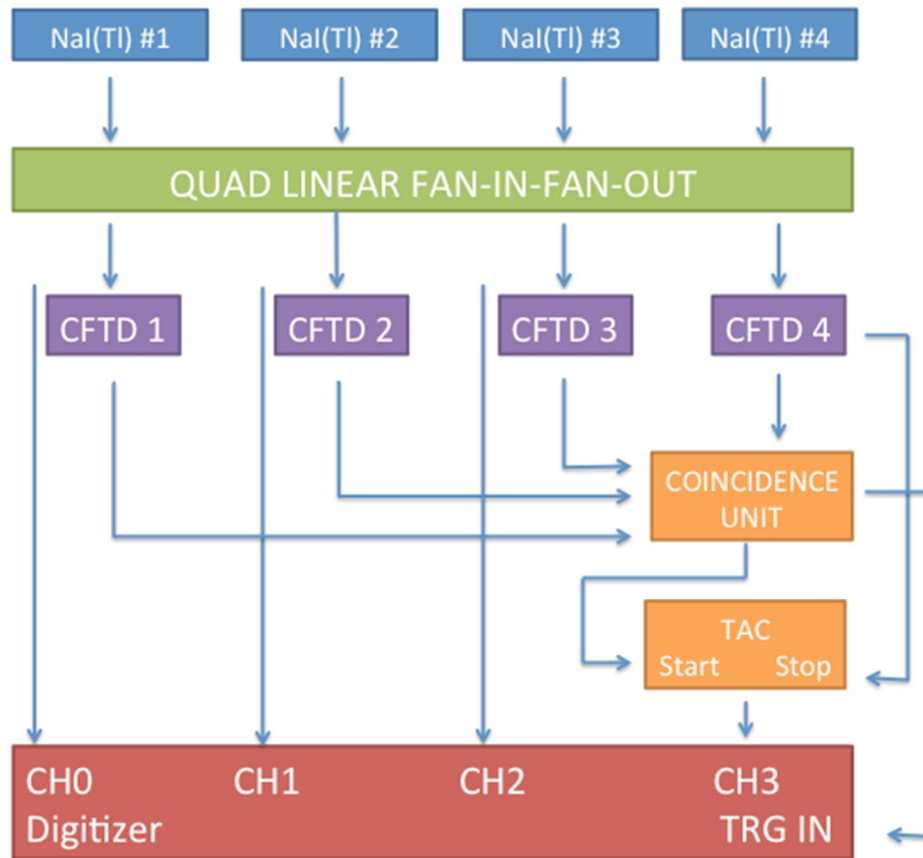 NaI(Tl) #1
NaI(Tl) #2
NaI(Tl) #3
NaI(Tl) #4
QUAD LINEAR FAN-IN-FAN-OUT
CFTD 1
CFTD 2
CFTD 3
CFTD 4
COINCIDENCE
UNIT
TAC
Start Stop
CH0 CH1 CH2 CH3
Digitizer TRG IN